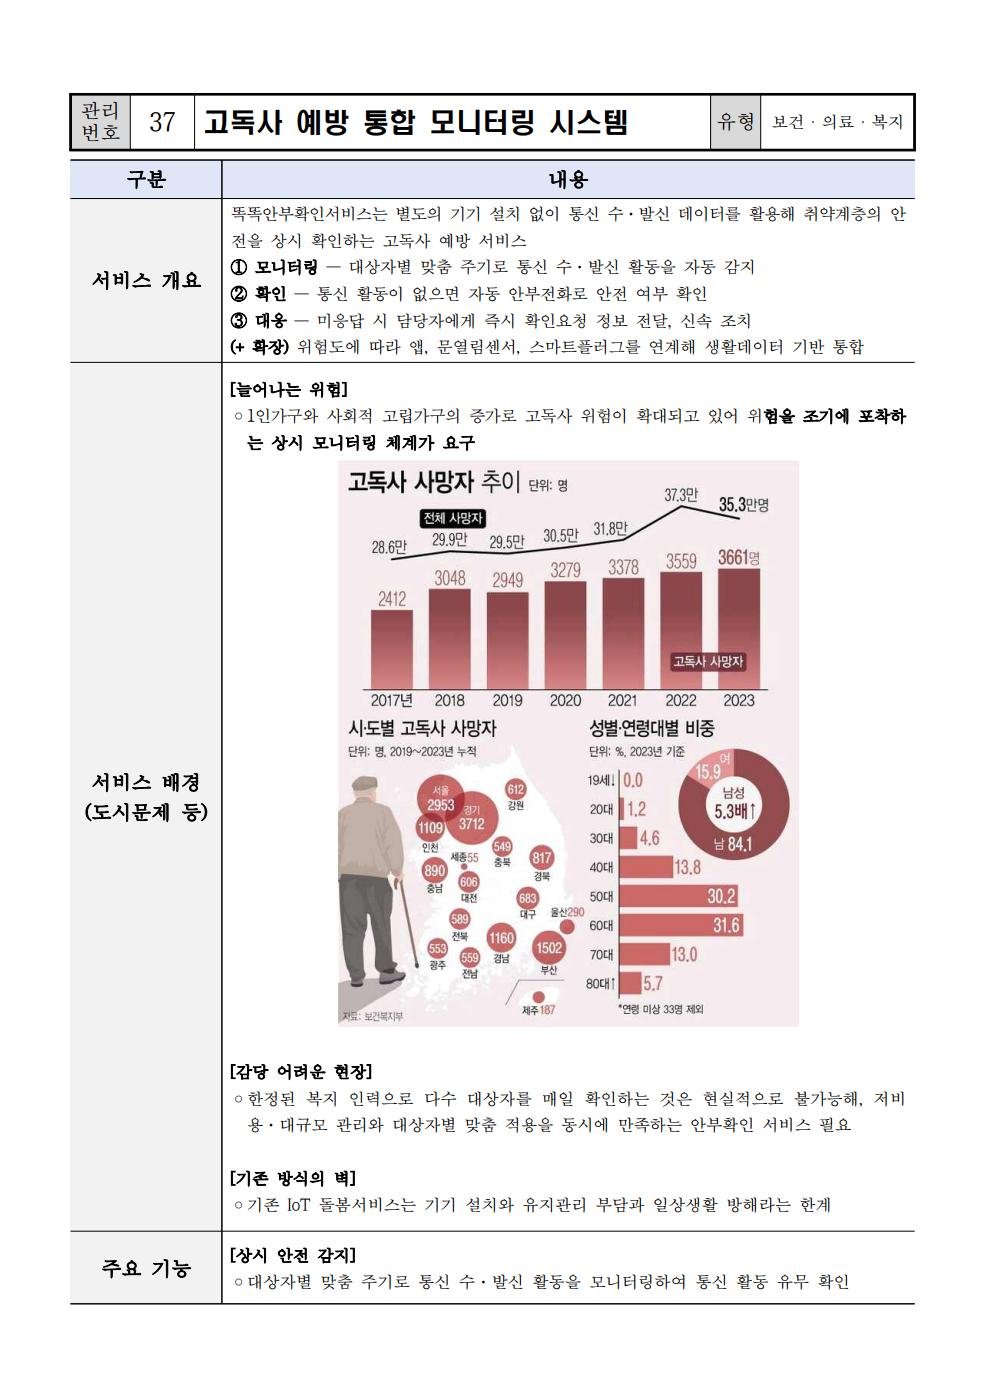 관리
번호
37
고독사 예방 통합 모니터링 시스템
유형
보건 · 의료 · 복지
구분
내용
서비스 개요
똑똑안부확인서비스는 별도의 기기 설치 없이 통신 수·발신 데이터를 활용해 취약계층의 안
전을 상시 확인하는 고독사 예방 서비스
① 모니터링 — 대상자별 맞춤 주기로 통신 수·발신 활동을 자동 감지
② 확인 — 통신 활동이 없으면 자동 안부전화로 안전 여부 확인
③ 대응 — 미응답 시 담당자에게 즉시 확인요청 정보 전달, 신속 조치
(+ 확장) 위험도에 따라 앱, 문열림센서, 스마트플러그를 연계해 생활데이터 기반 통합
서비스 배경
(도시문제 등)
[늘어나는 위험]
○ 1인가구와 사회적 고립가구의 증가로 고독사 위험이 확대되고 있어 위험을 조기에 포착하
는 상시 모니터링 체계가 요구
고독사 사망자 추이 단위: 명
전체 사망자
28.6만 29.9만 29.5만 30.5만 31.8만 37.3만 35.3만명
2412 3048 2949 3279 3378 3559 3661명
고독사 사망자
2017년 2018 2019 2020 2021 2022 2023
시·도별 고독사 사망자
단위: 명, 2019~2023년 누적
서울
2953
경기
3712
612
강원
1109
인천
세종55
549
충북
817
경북
890
충남
606
대전
683
대구
울산290
589
전북
553
광주
559
전남
1160
경남
1502
부산
제주187
자료: 보건복지부
성별·연령대별 비중
단위: %, 2023년 기준
19세↓ 0.0
20대 1.2
30대 4.6
40대 13.8
50대 30.2
60대 31.6
70대 13.0
80대↑ 5.7
*연령 미상 33명 제외
여
15.9
남성
5.3배↑
남 84.1
[감당 어려운 현장]
○ 한정된 복지 인력으로 다수 대상자를 매일 확인하는 것은 현실적으로 불가능해, 저비
용·대규모 관리와 대상자별 맞춤 적용을 동시에 만족하는 안부확인 서비스 필요
[기존 방식의 벽]
○ 기존 IoT 돌봄서비스는 기기 설치와 유지관리 부담과 일상생활 방해라는 한계
주요 기능
[상시 안전 감지]
○ 대상자별 맞춤 주기로 통신 수·발신 활동을 모니터링하여 통신 활동 유무 확인